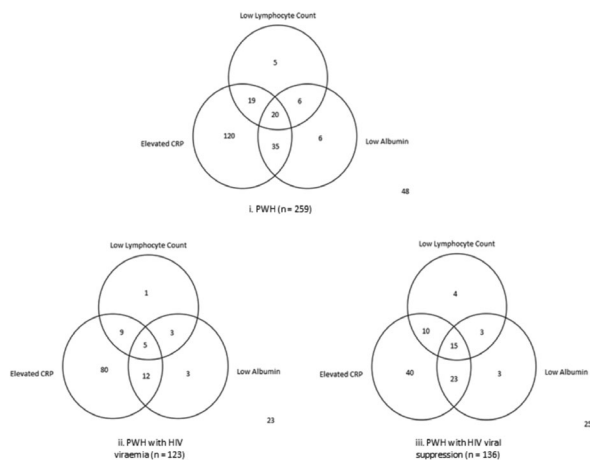 Low Lymphocyte Count
5
19
6
20
Elevated CRP
120
35
6
Low Albumin
48
i. PWH (n = 259)
Low Lymphocyte Count
1
9
3
5
Elevated CRP
80
12
3
Low Albumin
23
ii. PWH with HIV
viraemia (n = 123)
Low Lymphocyte Count
4
10
3
15
Elevated CRP
40
23
3
Low Albumin
25
iii. PWH with HIV viral
suppression (n = 136)